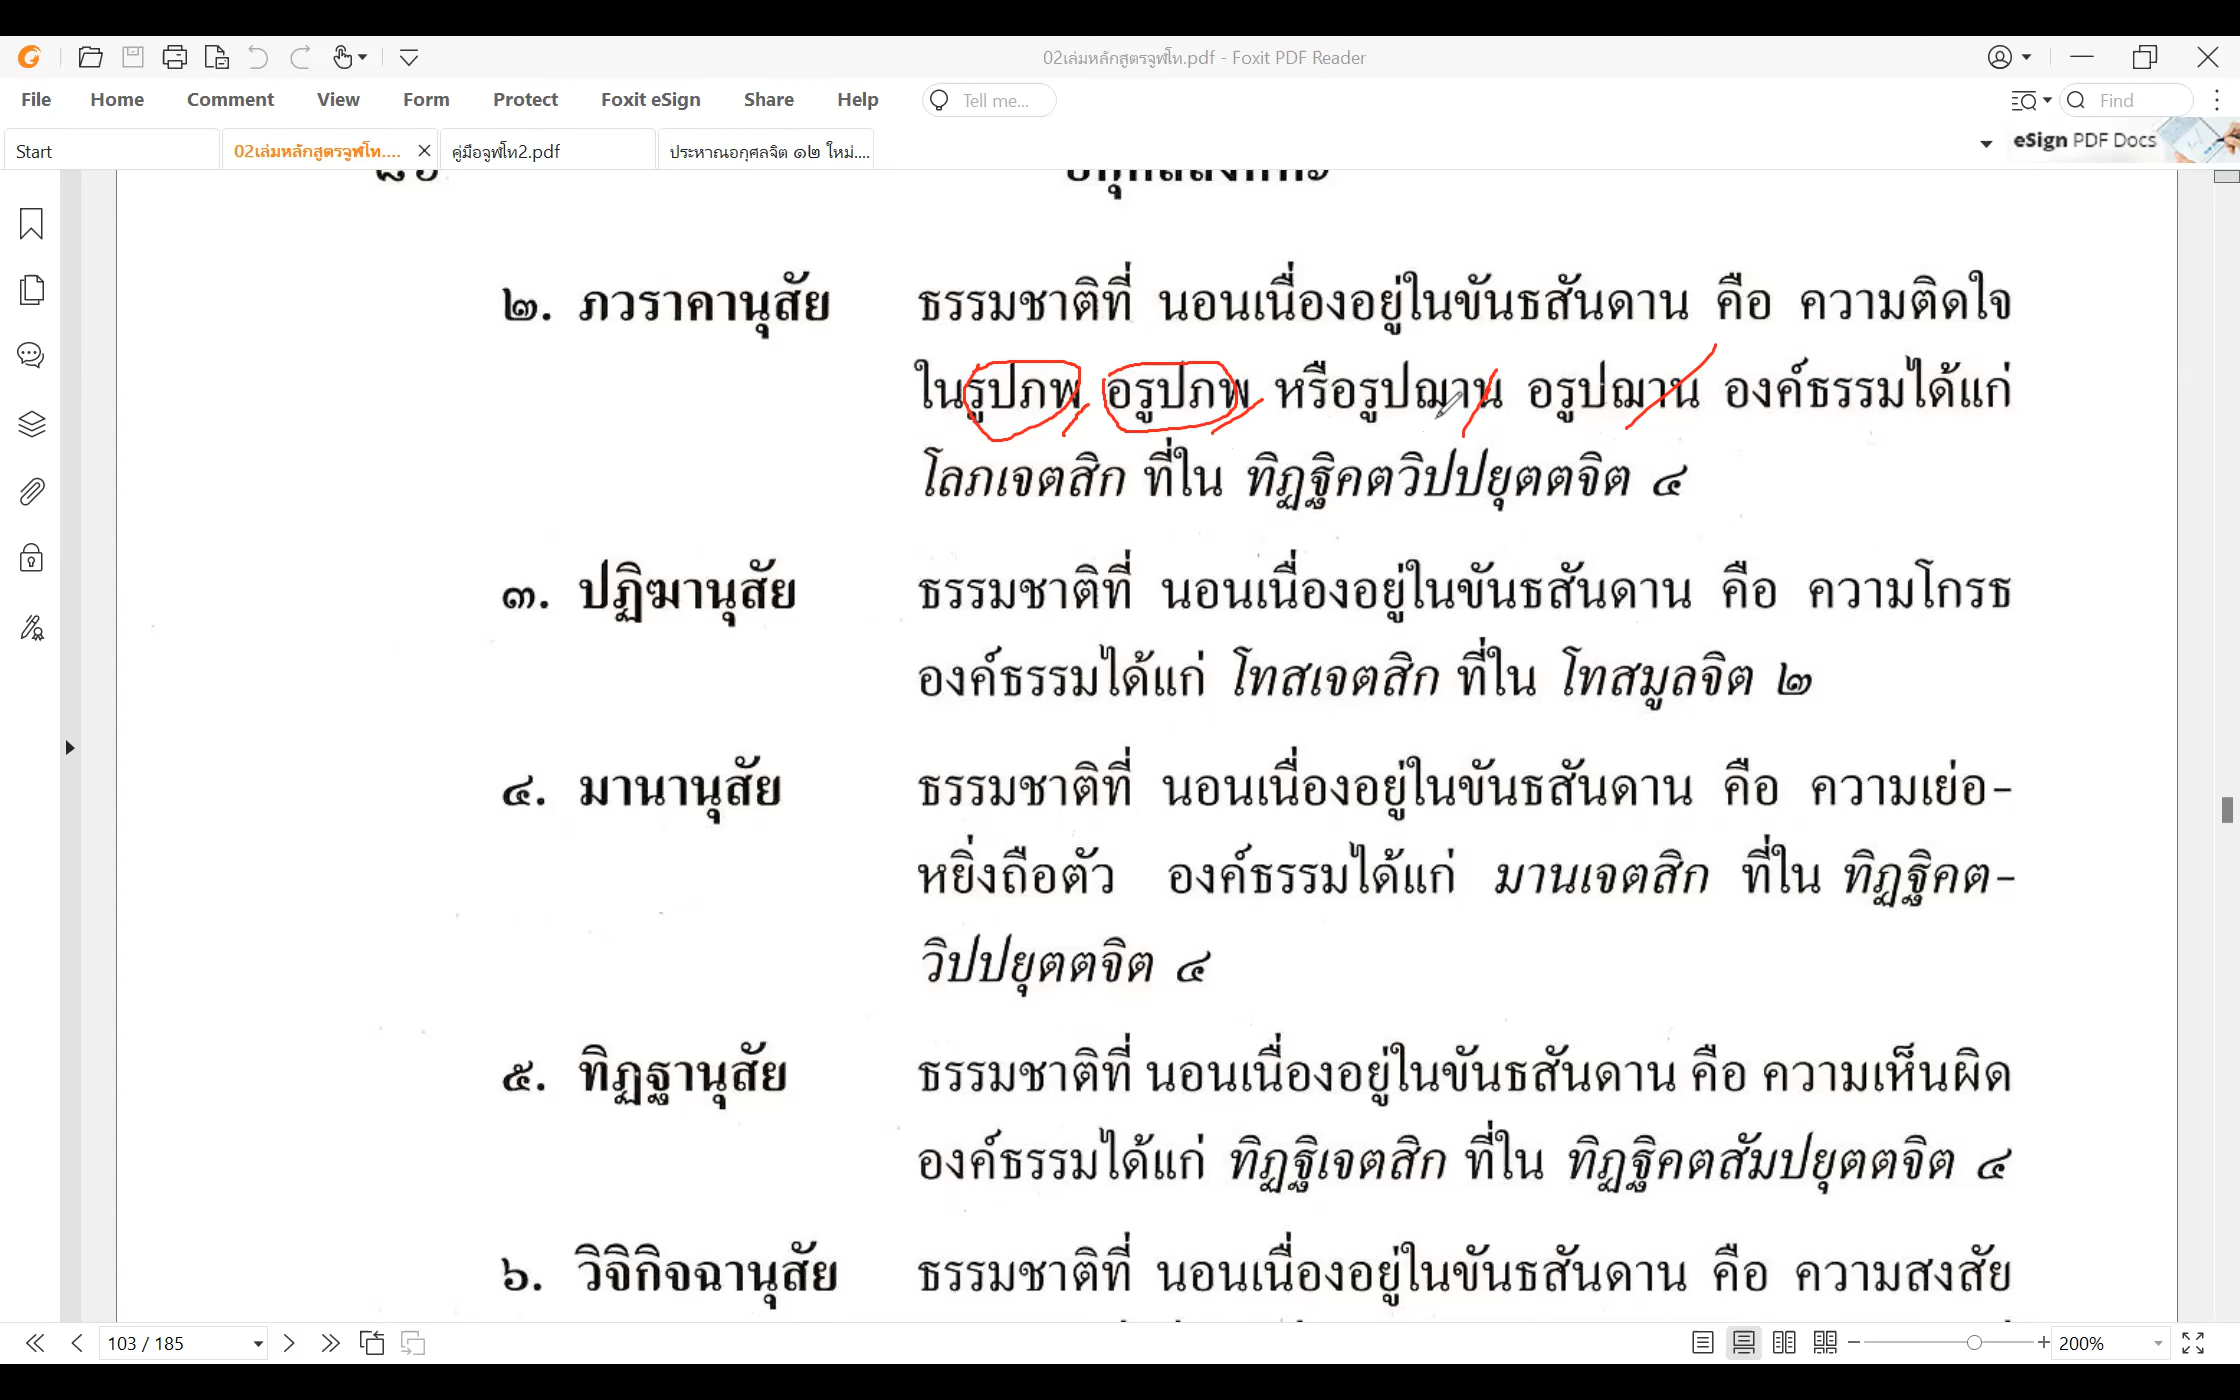 02เล่มหลักสูตรจูฬโท.pdf - Foxit PDF Reader
File Home Comment View Form Protect Foxit eSign Share Help Tell me... Find
Start 02เล่มหลักสูตรจูฬโท.... คู่มือจูฬโท2.pdf ประหาณอกุศลจิต ๑๒ ใหม่.... eSign PDF Docs
๒. ภวราคานุสัย ธรรมชาติที่ นอนเนื่องอยู่ในขันธสันดาน คือ ความติดใจ
ในรูปภพ อรูปภพ หรือรูปฌาน อรูปฌาน องค์ธรรมได้แก่
โลภเจตสิก ที่ใน ทิฏฐิคตวิปปยุตตจิต ๔
๓. ปฏิฆานุสัย ธรรมชาติที่ นอนเนื่องอยู่ในขันธสันดาน คือ ความโกรธ
องค์ธรรมได้แก่ โทสเจตสิก ที่ใน โทสมูลจิต ๒
๔. มานานุสัย ธรรมชาติที่ นอนเนื่องอยู่ในขันธสันดาน คือ ความเย่อ-
หยิ่งถือตัว องค์ธรรมได้แก่ มานเจตสิก ที่ใน ทิฏฐิคต-
วิปปยุตตจิต ๔
๕. ทิฏฐานุสัย ธรรมชาติที่ นอนเนื่องอยู่ในขันธสันดาน คือ ความเห็นผิด
องค์ธรรมได้แก่ ทิฏฐิเจตสิก ที่ใน ทิฏฐิคตสัมปยุตตจิต ๔
๖. วิจิกิจฉานุสัย ธรรมชาติที่ นอนเนื่องอยู่ในขันธสันดาน คือ ความสงสัย
103 / 185 200%